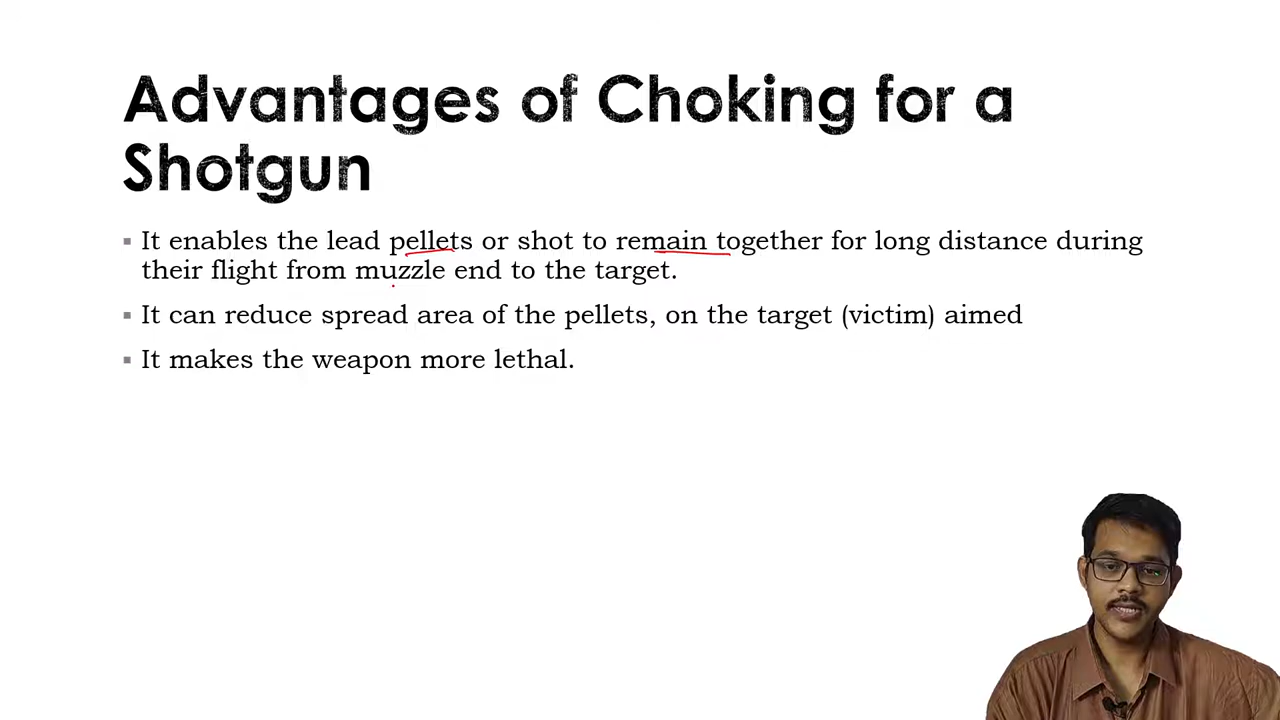 Advantages of Choking for a
Shotgun
▪ It enables the lead pellets or shot to remain together for long distance during
their flight from muzzle end to the target.
▪ It can reduce spread area of the pellets, on the target (victim) aimed
▪ It makes the weapon more lethal.